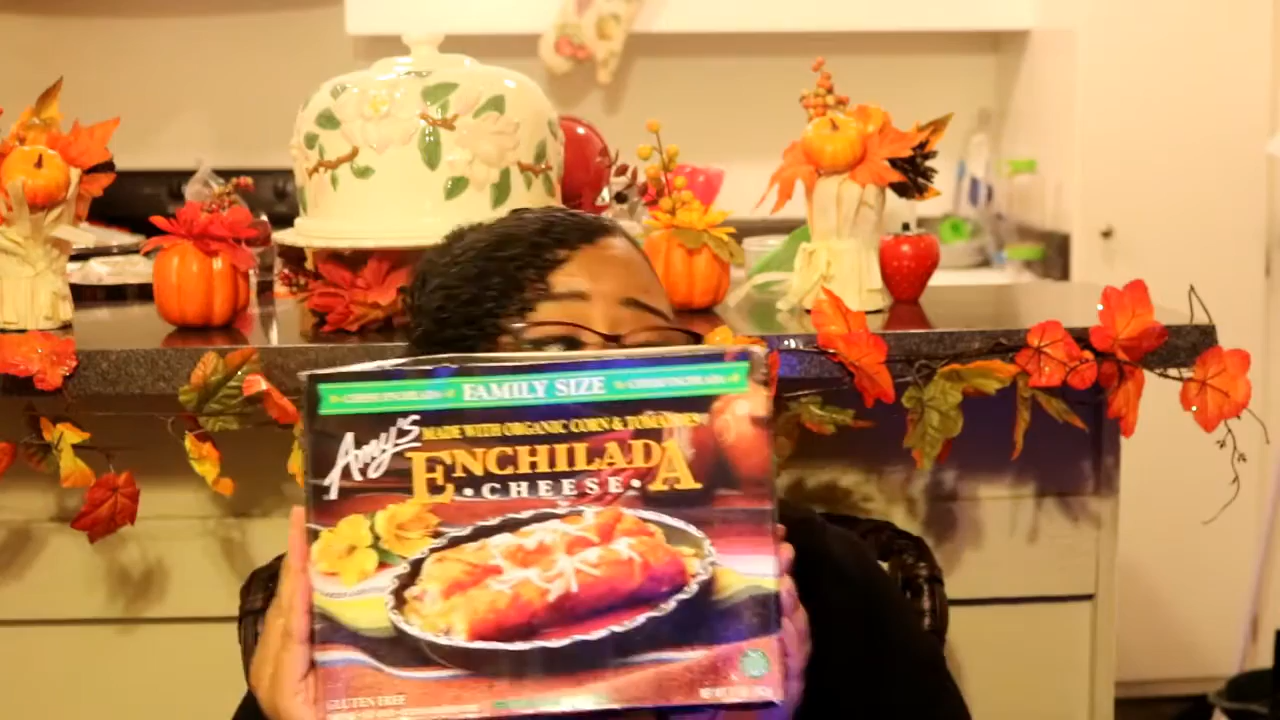 FAMILY SIZE
Amy's
MADE WITH ORGANIC CORN & TOMATOES
ENCHILADA
•CHEESE•
GLUTEN FREE